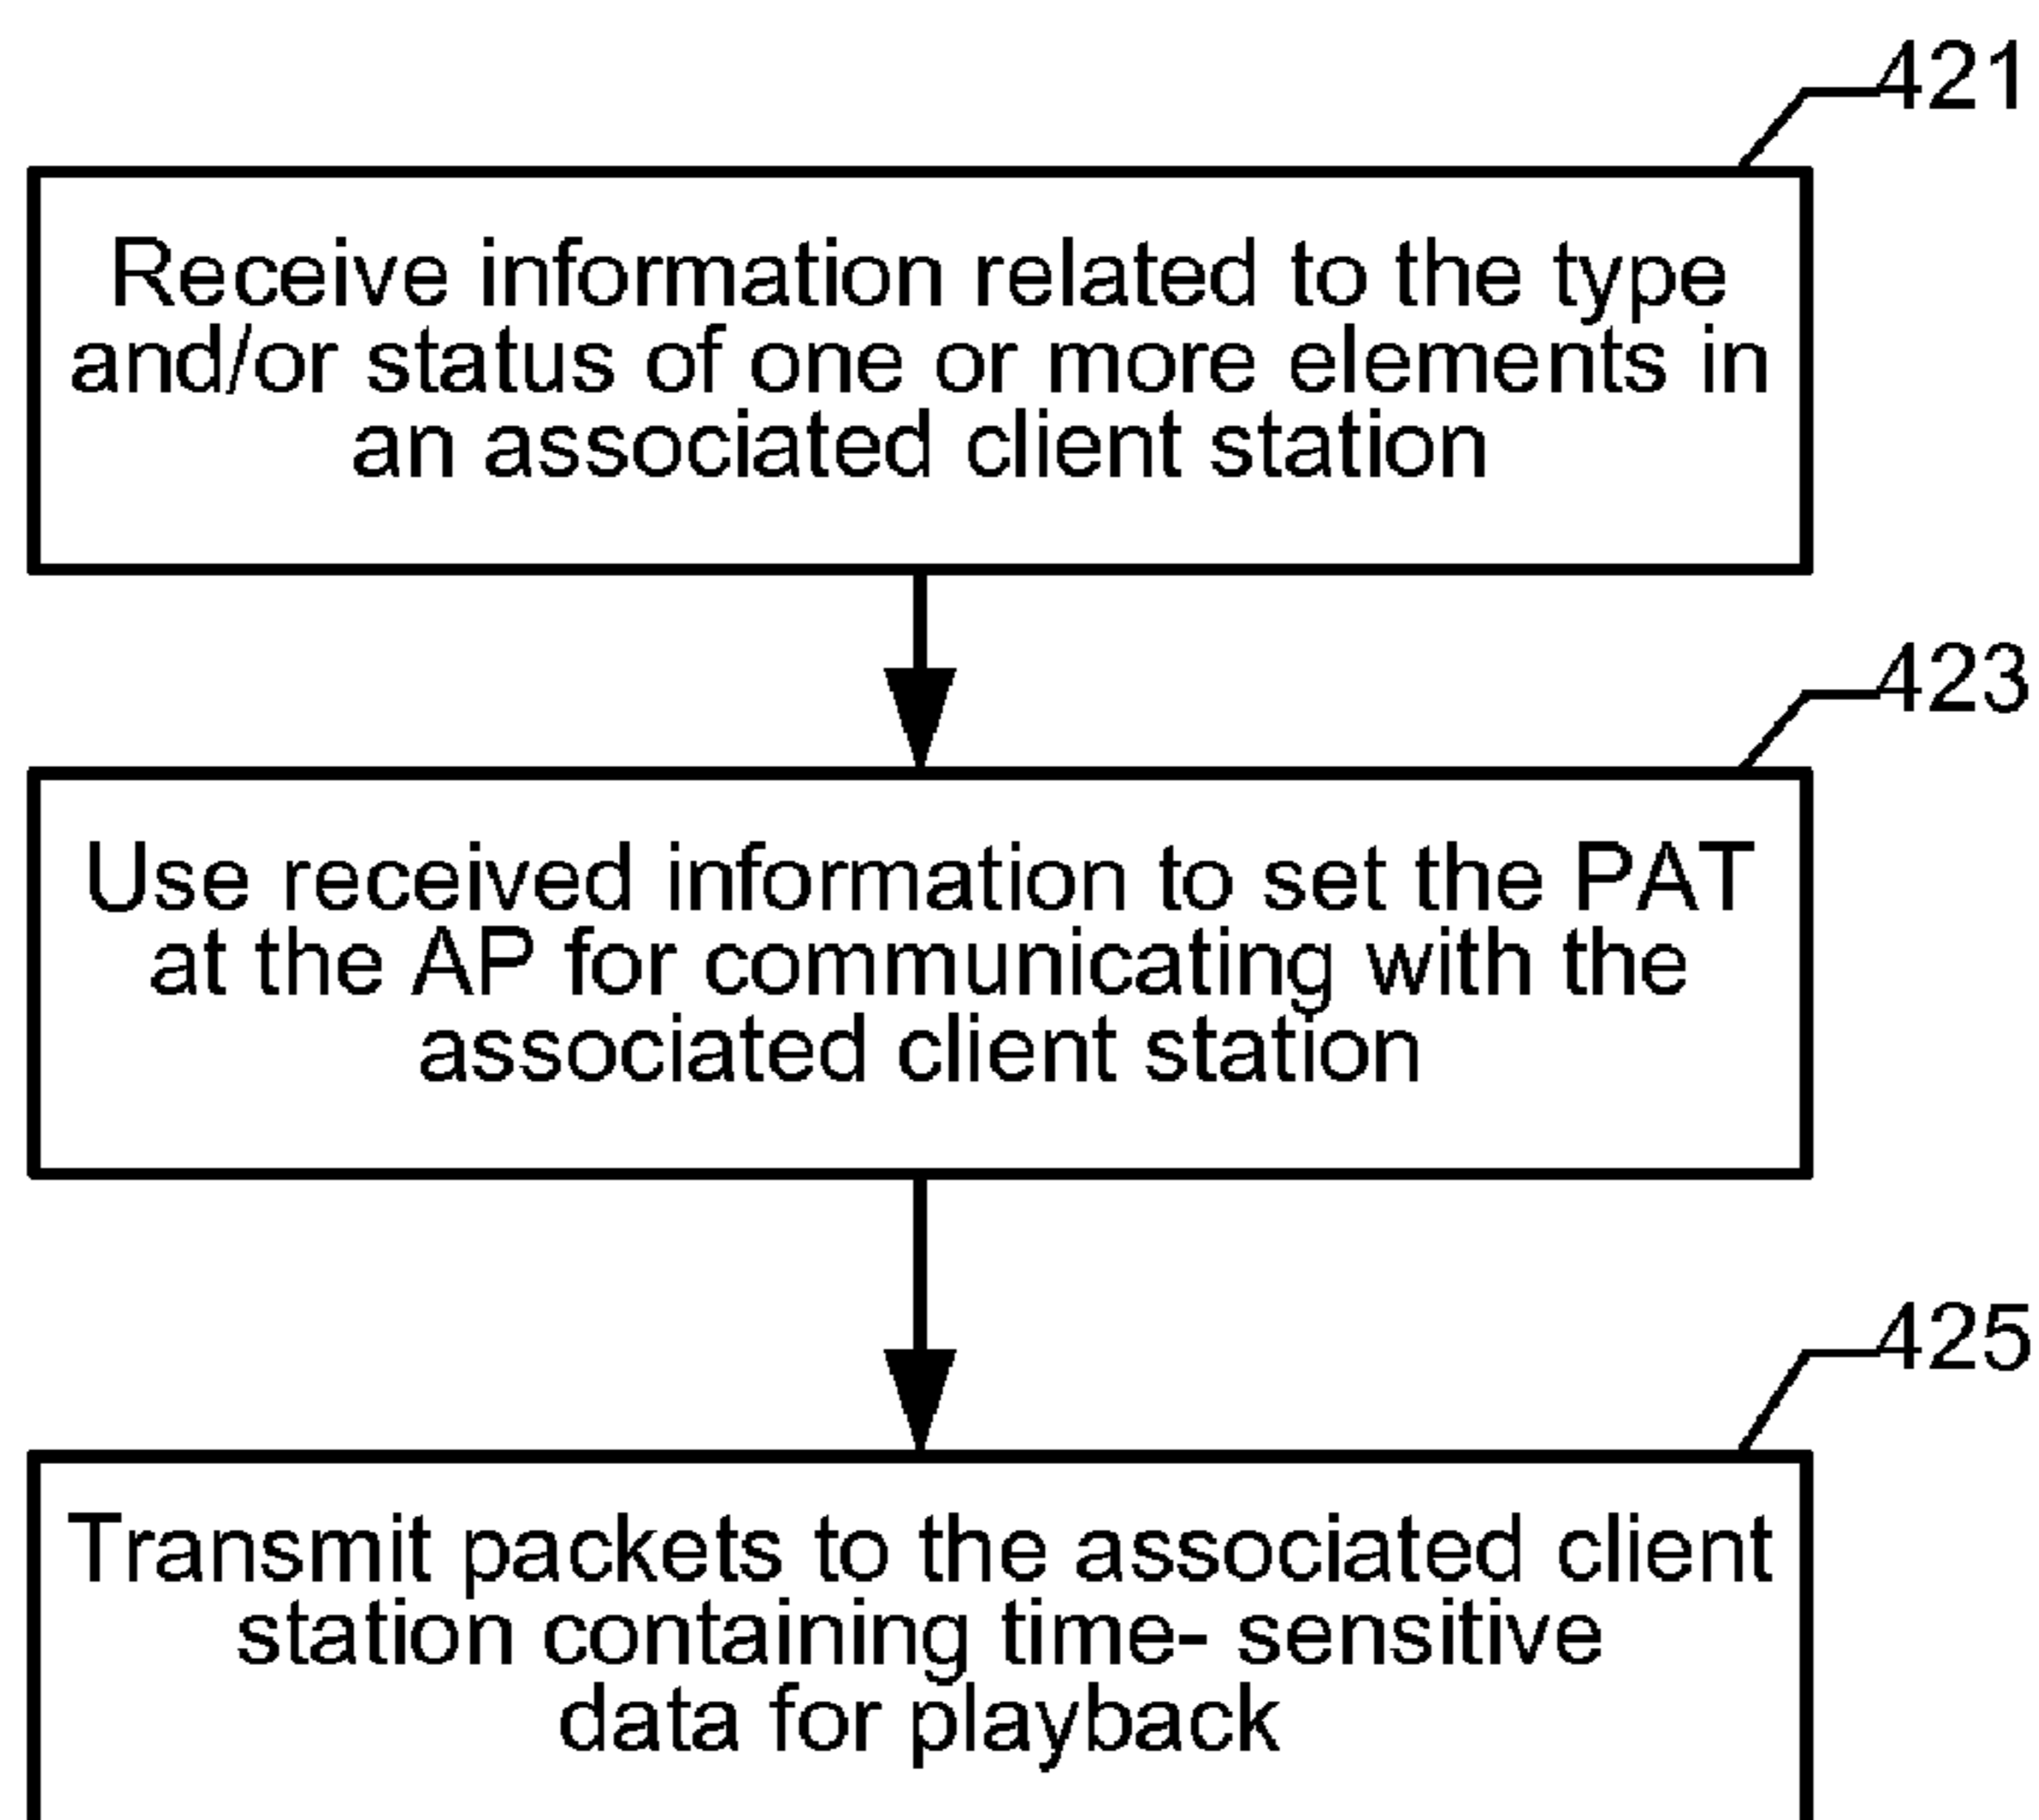 421
Receive information related to the type
and/or status of one or more elements in
an associated client station
423
Use received information to set the PAT
at the AP for communicating with the
associated client station
425
Transmit packets to the associated client
station containing time- sensitive
data for playback